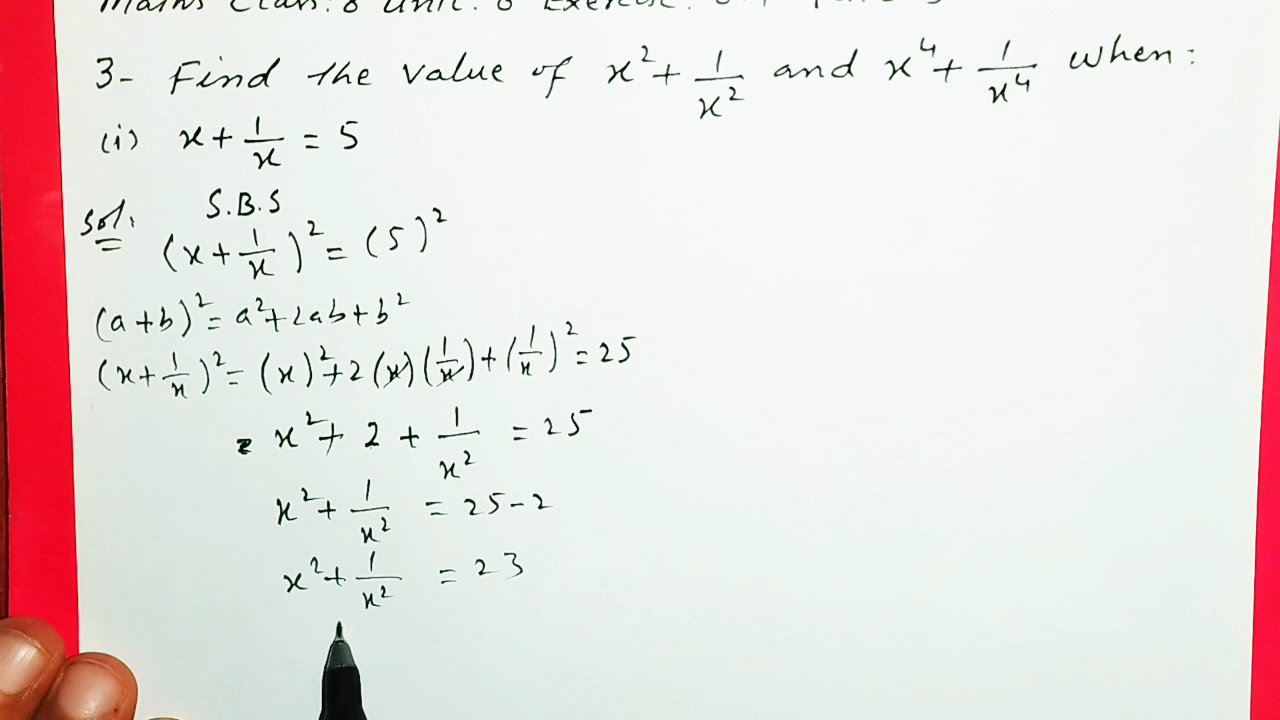 3- Find the value of x² + 1/x² and x⁴ + 1/x⁴ when:
(i) x + 1/x = 5
Sol. S.B.S
(x + 1/x)² = (5)²
(a+b)² = a²+2ab+b²
(x + 1/x)² = (x)² + 2(x)(1/x) + (1/x)² = 25
= x² + 2 + 1/x² = 25
x² + 1/x² = 25-2
x² + 1/x² = 23